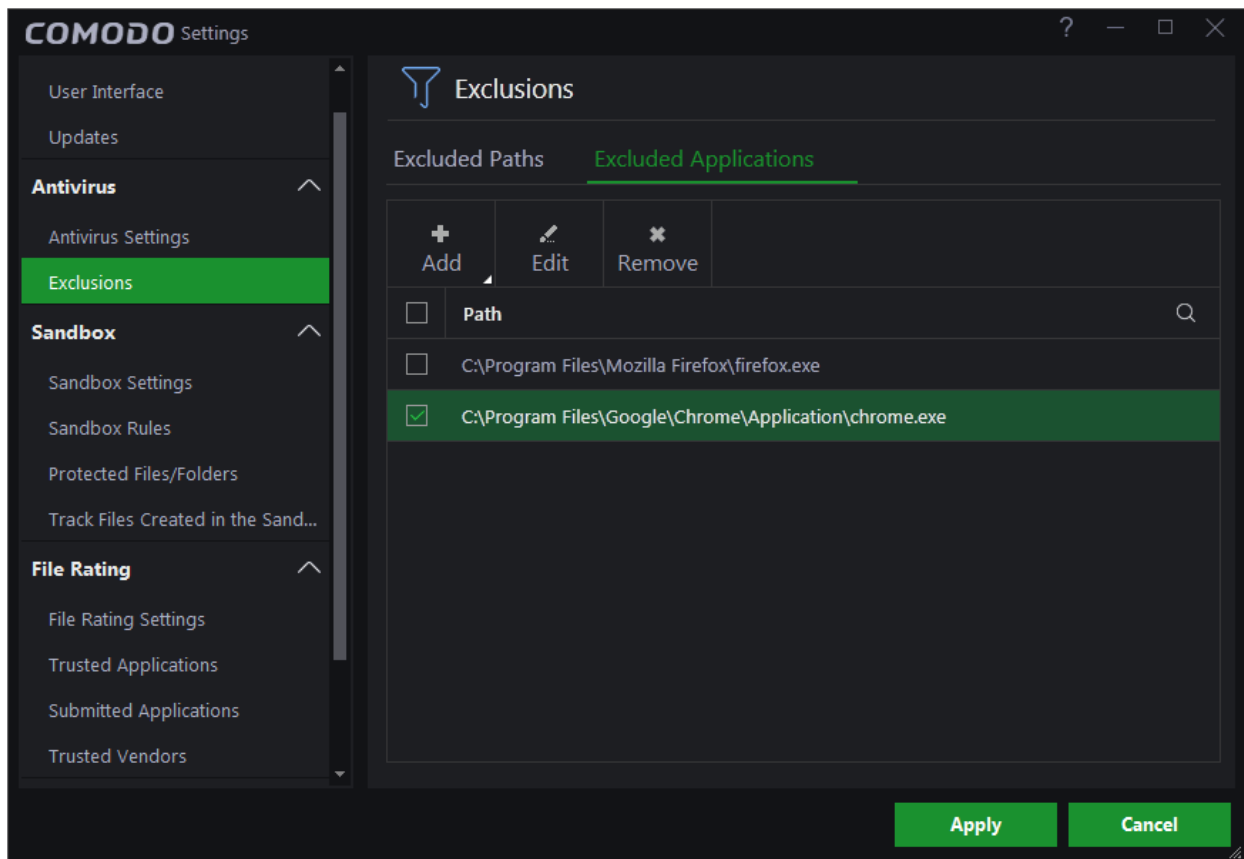 COMODO Settings
?
User Interface
Updates
Antivirus
Antivirus Settings
Exclusions
Sandbox
Sandbox Settings
Sandbox Rules
Protected Files/Folders
Track Files Created in the Sand...
File Rating
File Rating Settings
Trusted Applications
Submitted Applications
Trusted Vendors
Exclusions
Excluded Paths Excluded Applications
Add Edit Remove
Path
C:\Program Files\Mozilla Firefox\firefox.exe
C:\Program Files\Google\Chrome\Application\chrome.exe
Apply Cancel